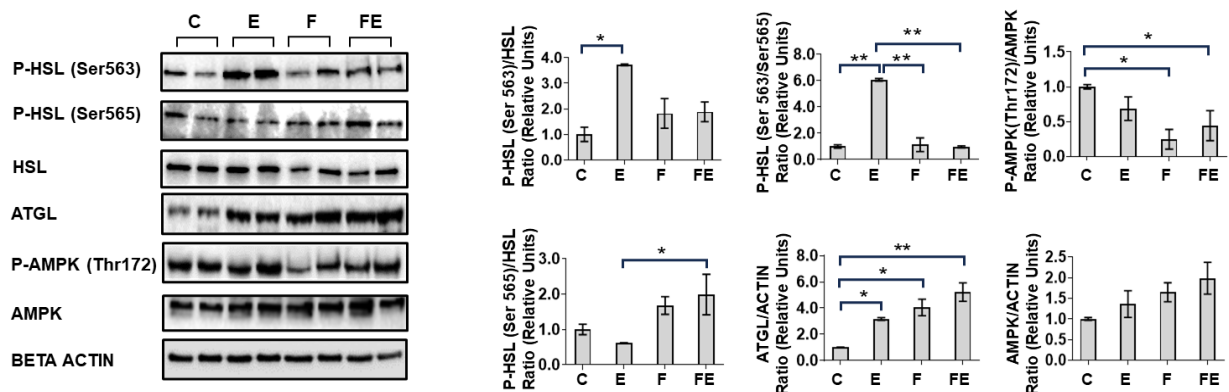 C E F FE
P-HSL (Ser563)
P-HSL (Ser565)
HSL
ATGL
P-AMPK (Thr172)
AMPK
BETA ACTIN
P-HSL (Ser 563)/HSL
Ratio (Relative Units)
4.0
3.0
2.0
1.0
0.0
*
C E F FE
P-HSL (Ser 563/Ser565)
Ratio (Relative Units)
8.0
6.0
4.0
2.0
0.0
**
** **
C E F FE
P-AMPK(Thr172)/AMPK
Ratio (Relative Units)
1.5
1.0
0.5
0.0
*
*
C E F FE
P-HSL (Ser 565)/HSL
Ratio (Relative Units)
3.0
2.0
1.0
0.0
*
C E F FE
ATGL/ACTIN
Ratio (Relative Units)
8.0
6.0
4.0
2.0
0.0
**
*
*
C E F FE
AMPK/ACTIN
Ratio (Relative Units)
2.5
2.0
1.5
1.0
0.5
0.0
C E F FE